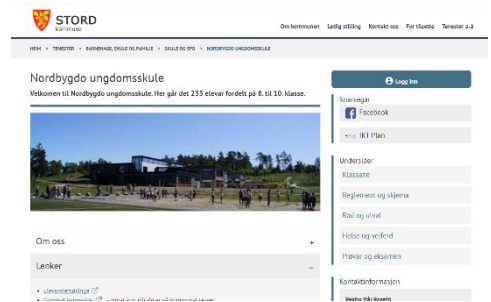 STORD
kommune
Om kommunen Ledig stilling Kontakt oss For tilsette Tenester a-å
HEIM > TENESTER > BARNEHAGE, SKULE OG FAMILIE > SKULE OG SFO > NORDBYGDO UNGDOMSSKULE
Nordbygdo ungdomsskule
Velkomen til Nordbygdo ungdomsskule. Her går det 233 elevar fordelt på 8. til 10. klasse.
Om oss +
Lenker -
Logg inn
Snarvegar
Facebook
IKT Plan
Undersider
Klassane
Reglement og skjema
Råd og utval
Helse og velferd
Prøvar og eksamen
Kontaktinformasjon
Rektor Pål Roseth